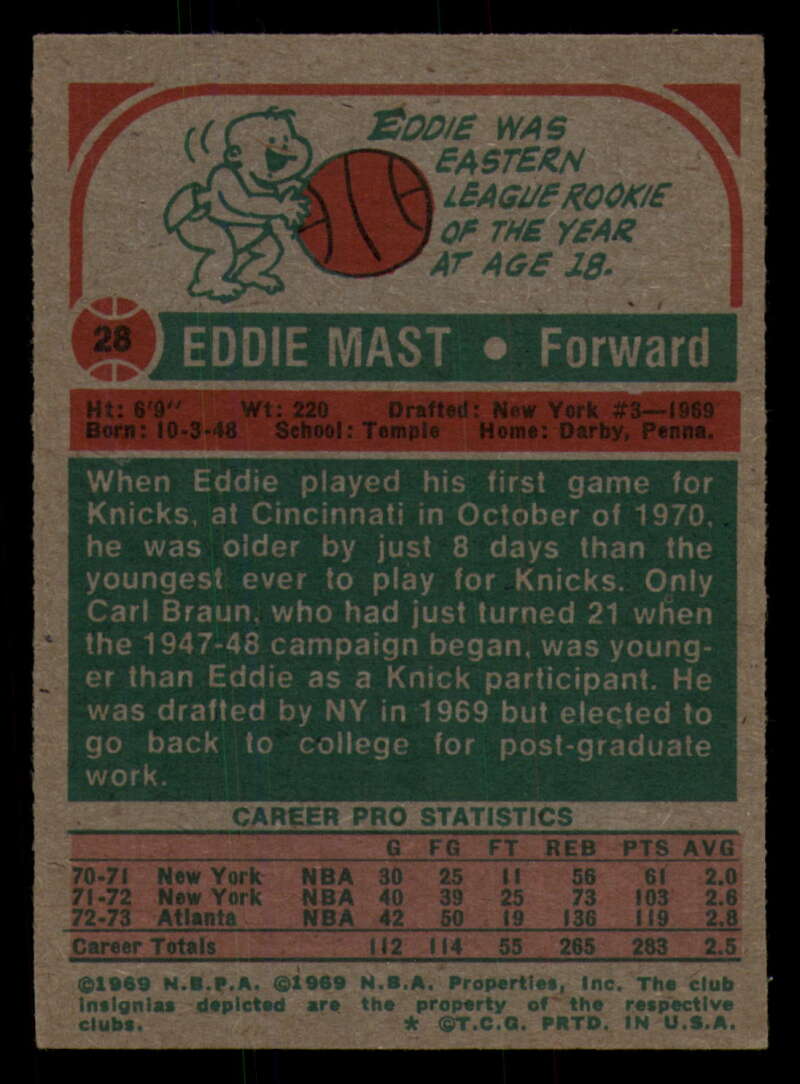 EDDIE WAS
EASTERN
LEAGUE ROOKIE
OF THE YEAR
AT AGE 18.
28 EDDIE MAST • Forward
Ht: 6'9" Wt: 220 Drafted: New York #3—1969
Born: 10-3-48 School: Temple Home: Darby, Penna.
When Eddie played his first game for
Knicks, at Cincinnati in October of 1970,
he was older by just 8 days than the
youngest ever to play for Knicks. Only
Carl Braun, who had just turned 21 when
the 1947-48 campaign began, was young-
er than Eddie as a Knick participant. He
was drafted by NY in 1969 but elected to
go back to college for post-graduate
work.
CAREER PRO STATISTICS
G FG FT REB PTS AVG
70-71 New York NBA 30 25 11 56 61 2.0
71-72 New York NBA 40 39 25 73 103 2.6
72-73 Atlanta NBA 42 50 19 136 119 2.8
Career Totals 112 114 55 265 283 2.5
©1969 N.B.P.A. ©1969 N.B.A. Properties, Inc. The club
insignias depicted are the property of the respective
clubs. * ©T.C.G. PRTD. IN U.S.A.